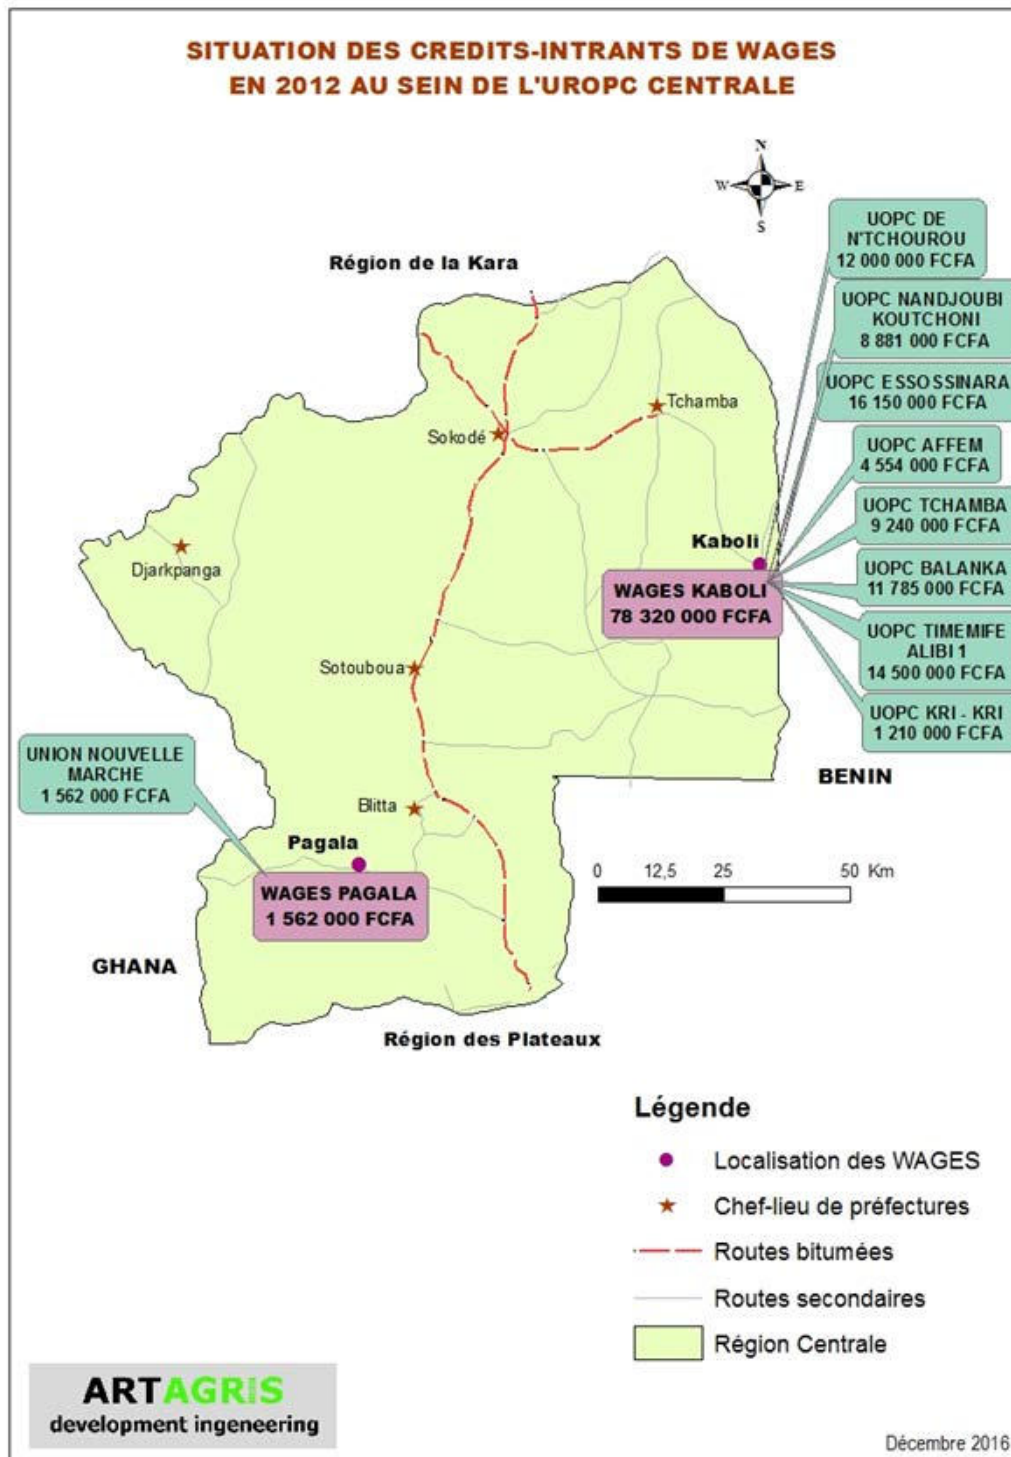 SITUATION DES CREDITS-INTRANTS DE WAGES
EN 2012 AU SEIN DE L'UROPC CENTRALE
N
W
E
S
Région de la Kara
UOPC DE
N'TCHOUROU
12 000 000 FCFA
UOPC NANDJOUBI
KOUTCHONI
8 881 000 FCFA
UOPC ESSOSSINARA
16 150 000 FCFA
UOPC AFFEM
4 554 000 FCFA
UOPC TCHAMBA
9 240 000 FCFA
UOPC BALANKA
11 785 000 FCFA
UOPC TIMEMIFE
ALIBI 1
14 500 000 FCFA
UOPC KRI - KRI
1 210 000 FCFA
Tchamba
Sokodé
Kaboli
Djarkpanga
WAGES KABOLI
78 320 000 FCFA
Sotouboua
UNION NOUVELLE
MARCHE
1 562 000 FCFA
BENIN
Blitta
Pagala
WAGES PAGALA
1 562 000 FCFA
0 12,5 25 50 Km
GHANA
Région des Plateaux
Légende
Localisation des WAGES
Chef-lieu de préfectures
Routes bitumées
Routes secondaires
Région Centrale
ARTAGRIS
development ingeneering
Décembre 2016